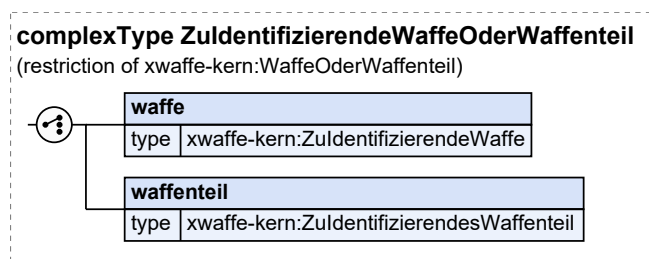 complexType ZuIdentifizierendeWaffeOderWaffenteil
(restriction of xwaffe-kern:WaffeOderWaffenteil)
waffe
type xwaffe-kern:ZuIdentifizierendeWaffe
waffenteil
type xwaffe-kern:ZuIdentifizierendesWaffenteil